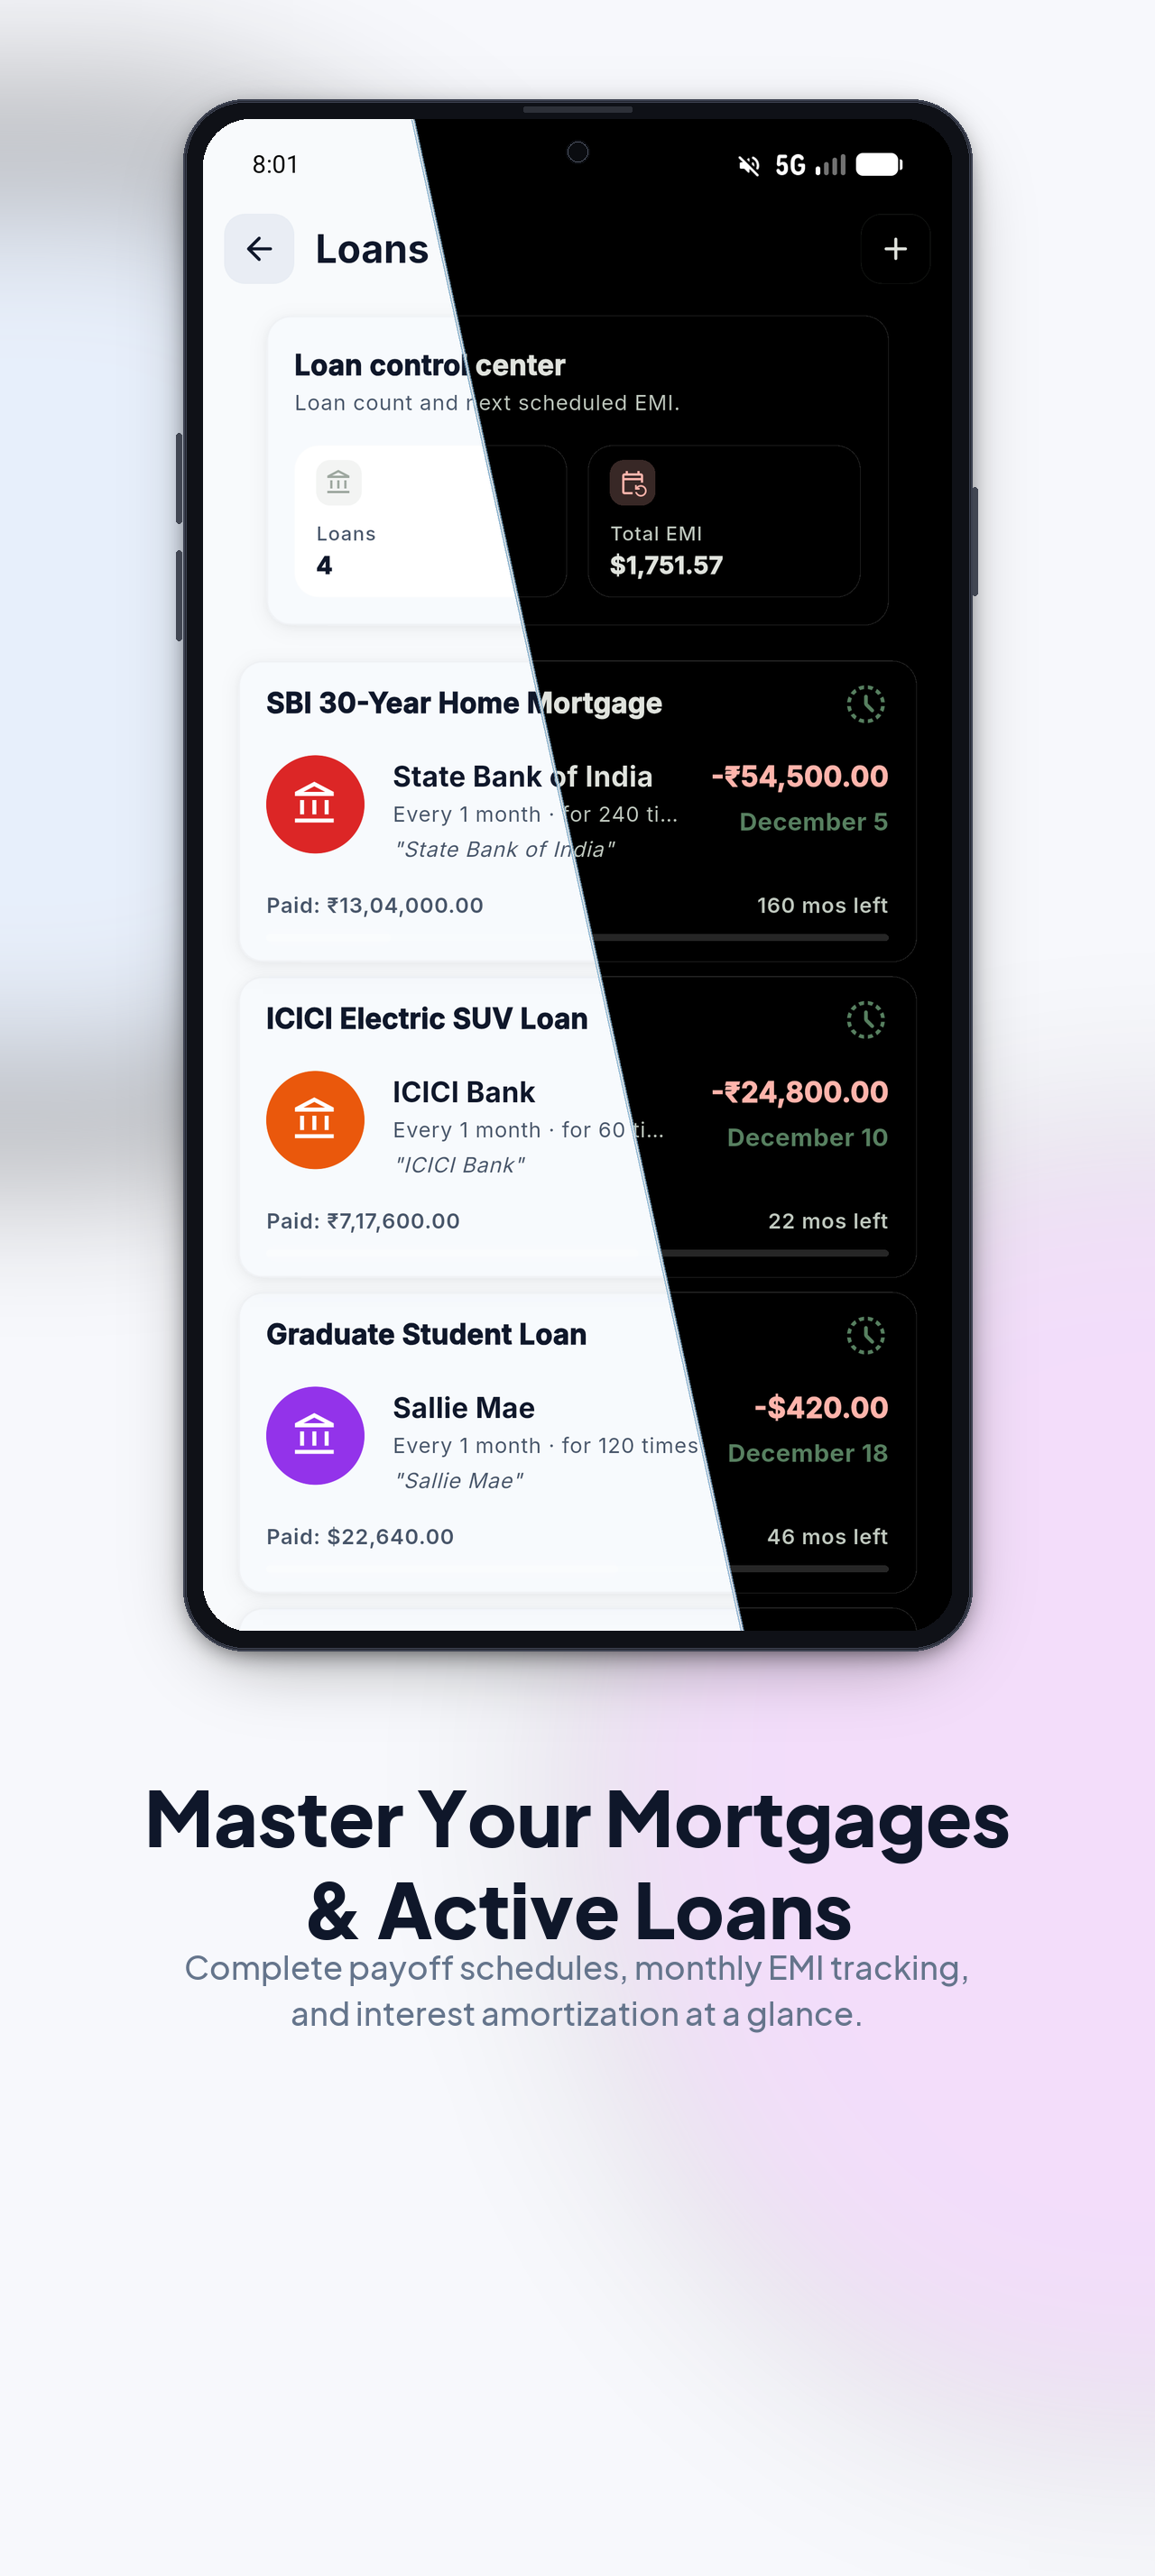 8:01 5G
Loans
Loan control center
Loan count and next scheduled EMI.
Loans Total EMI
4 $1,751.57
SBI 30-Year Home Mortgage
State Bank of India -₹54,500.00
Every 1 month · for 240 ti... December 5
"State Bank of India"
Paid: ₹13,04,000.00 160 mos left
ICICI Electric SUV Loan
ICICI Bank -₹24,800.00
Every 1 month · for 60 ti... December 10
"ICICI Bank"
Paid: ₹7,17,600.00 22 mos left
Graduate Student Loan
Sallie Mae -$420.00
Every 1 month · for 120 times December 18
"Sallie Mae"
Paid: $22,640.00 46 mos left
Master Your Mortgages
& Active Loans
Complete payoff schedules, monthly EMI tracking,
and interest amortization at a glance.